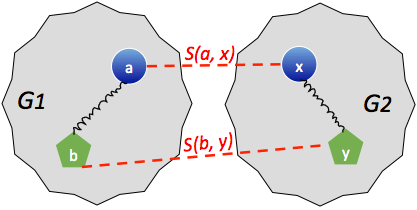 S(a, x)
a
x
G1
G2
S(b, y)
b
y